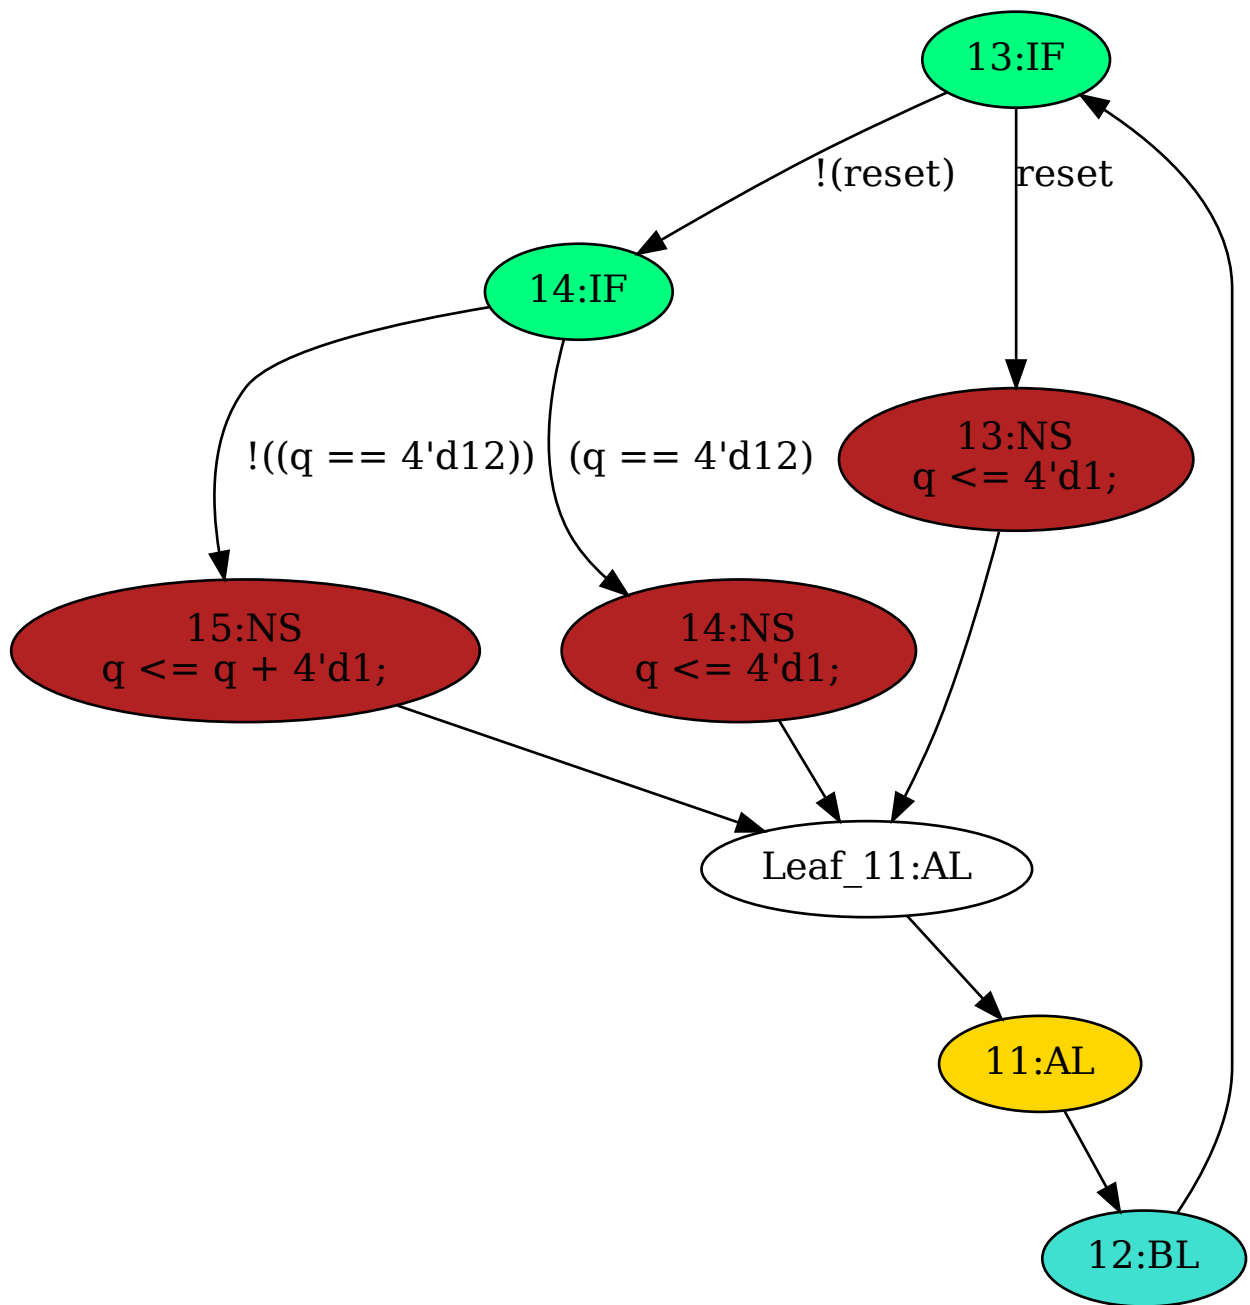 13:IF
!(reset)
reset
14:IF
13:NS
q <= 4'd1;
!((q == 4'd12))
(q == 4'd12)
15:NS
q <= q + 4'd1;
14:NS
q <= 4'd1;
Leaf_11:AL
11:AL
12:BL